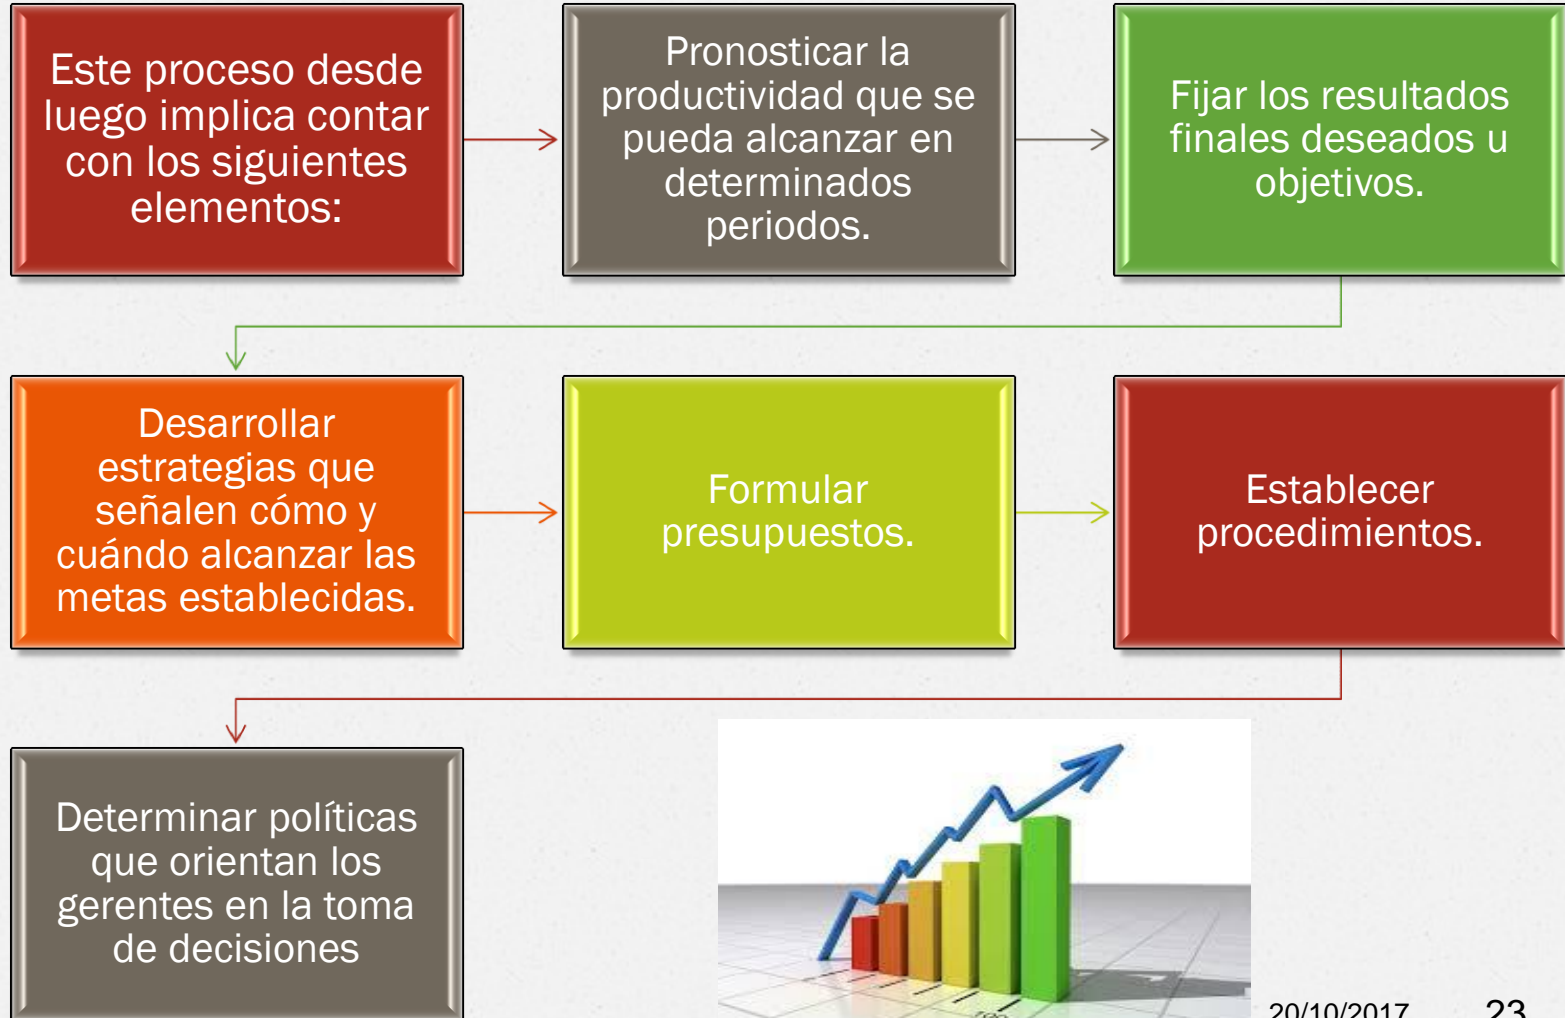 Este proceso desde
luego implica contar
con los siguientes
elementos:
Pronosticar la
productividad que se
pueda alcanzar en
determinados
periodos.
Fijar los resultados
finales deseados u
objetivos.
Desarrollar
estrategias que
señalen cómo y
cuándo alcanzar las
metas establecidas.
Formular
presupuestos.
Establecer
procedimientos.
Determinar políticas
que orientan los
gerentes en la toma
de decisiones
20/10/2017
23